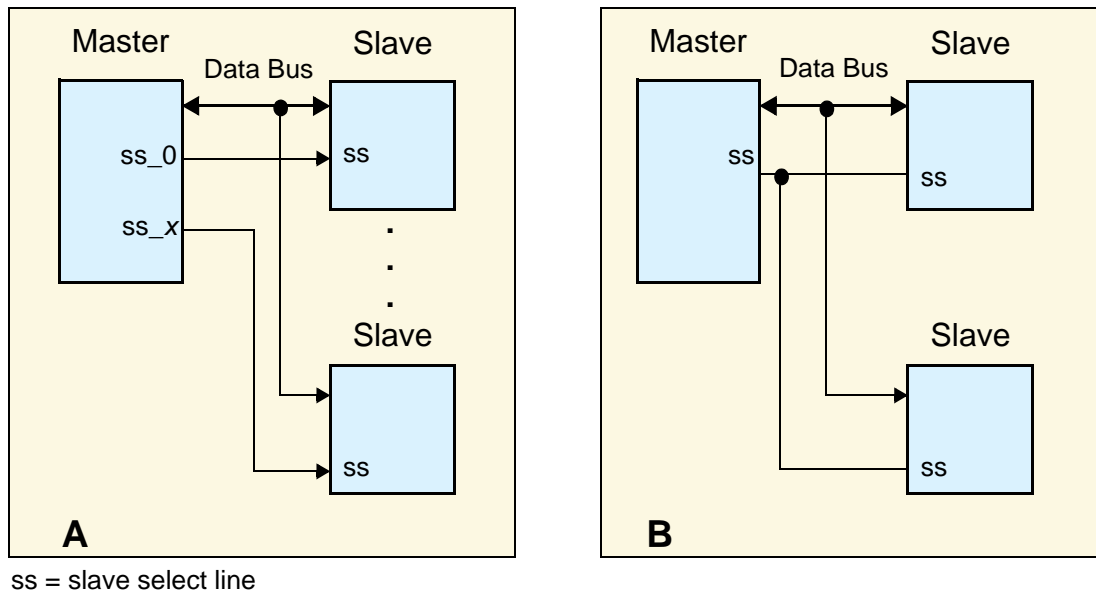 Master
Slave
Data Bus
ss_0
ss
ss_x
.
.
.
Slave
ss
A
Master
Slave
Data Bus
ss
ss
Slave
ss
B
ss = slave select line